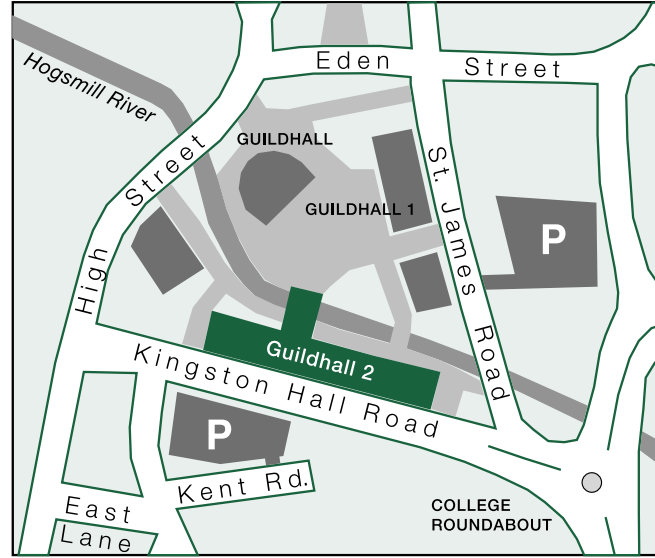 Eden Street
Hogsmill River
GUILDHALL
High Street
GUILDHALL 1
St. James Road
P
Guildhall 2
Kingston Hall Road
P
Kent Rd.
East
Lane
COLLEGE
ROUNDABOUT